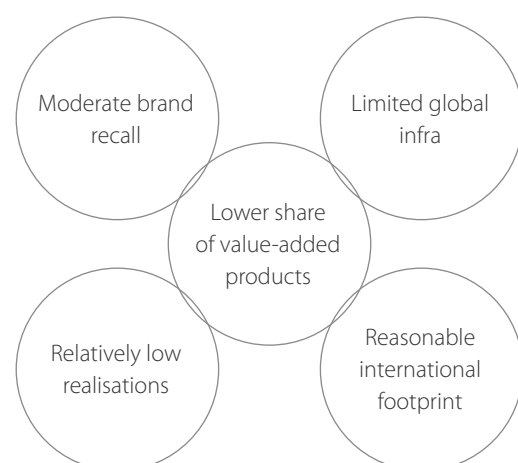 Moderate brand
recall
Limited global
infra
Lower share
of value-added
products
Relatively low
realisations
Reasonable
international
footprint